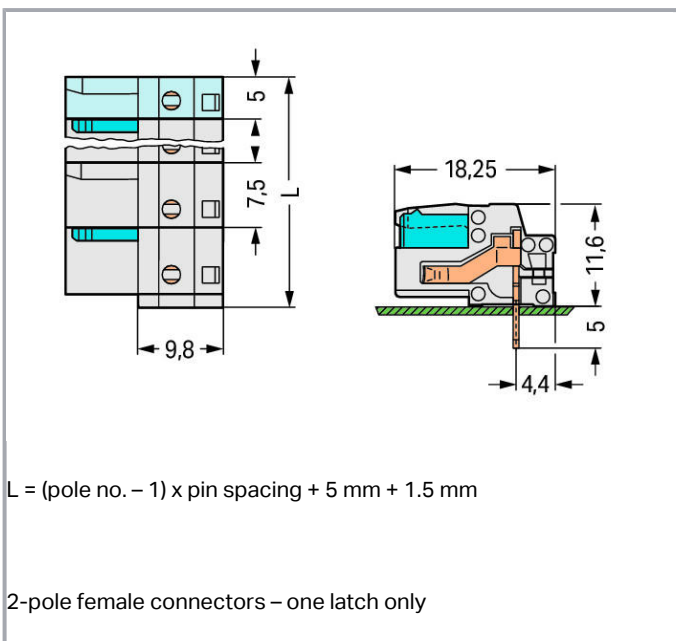 5
7,5
L
9,8
18,25
11,6
5
4,4
L = (pole no. – 1) x pin spacing + 5 mm + 1.5 mm
2-pole female connectors – one latch only